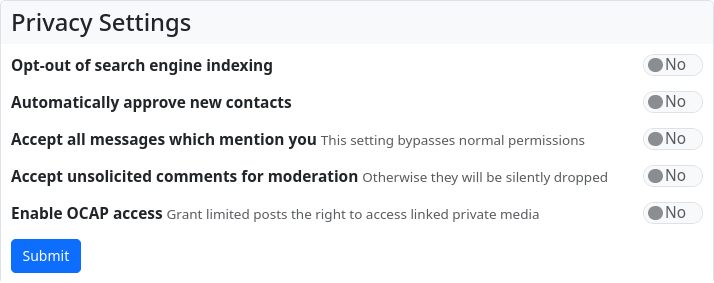 Privacy Settings
Opt-out of search engine indexing No
Automatically approve new contacts No
Accept all messages which mention you This setting bypasses normal permissions No
Accept unsolicited comments for moderation Otherwise they will be silently dropped No
Enable OCAP access Grant limited posts the right to access linked private media No
Submit